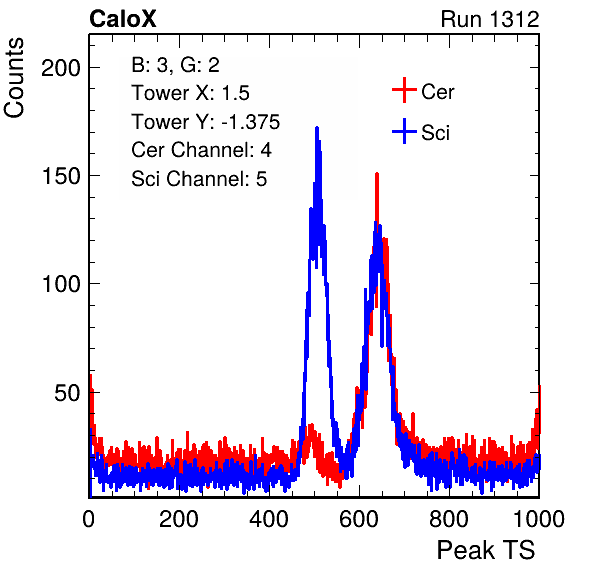 CaloX Run 1312
Counts
B: 3, G: 2
Tower X: 1.5
Tower Y: -1.375
Cer Channel: 4
Sci Channel: 5
Cer
Sci
200
150
100
50
0 200 400 600 800 1000
Peak TS